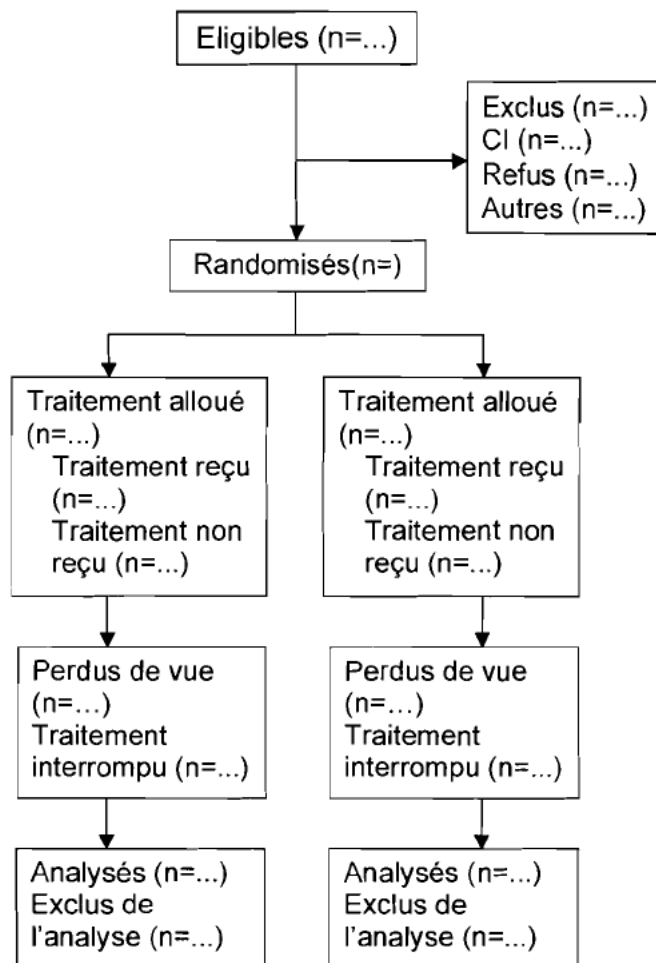 Eligibles (n=...)
Exclus (n=...)
CI (n=...)
Refus (n=...)
Autres (n=...)
Randomisés(n=)
Traitement alloué
(n=...)
Traitement reçu
(n=...)
Traitement non
reçu (n=...)
Traitement alloué
(n=...)
Traitement reçu
(n=...)
Traitement non
reçu (n=...)
Perdus de vue
(n=...)
Traitement
interrompu (n=...)
Perdus de vue
(n=...)
Traitement
interrompu (n=...)
Analysés (n=...)
Exclus de
l'analyse (n=...)
Analysés (n=...)
Exclus de
l'analyse (n=...)